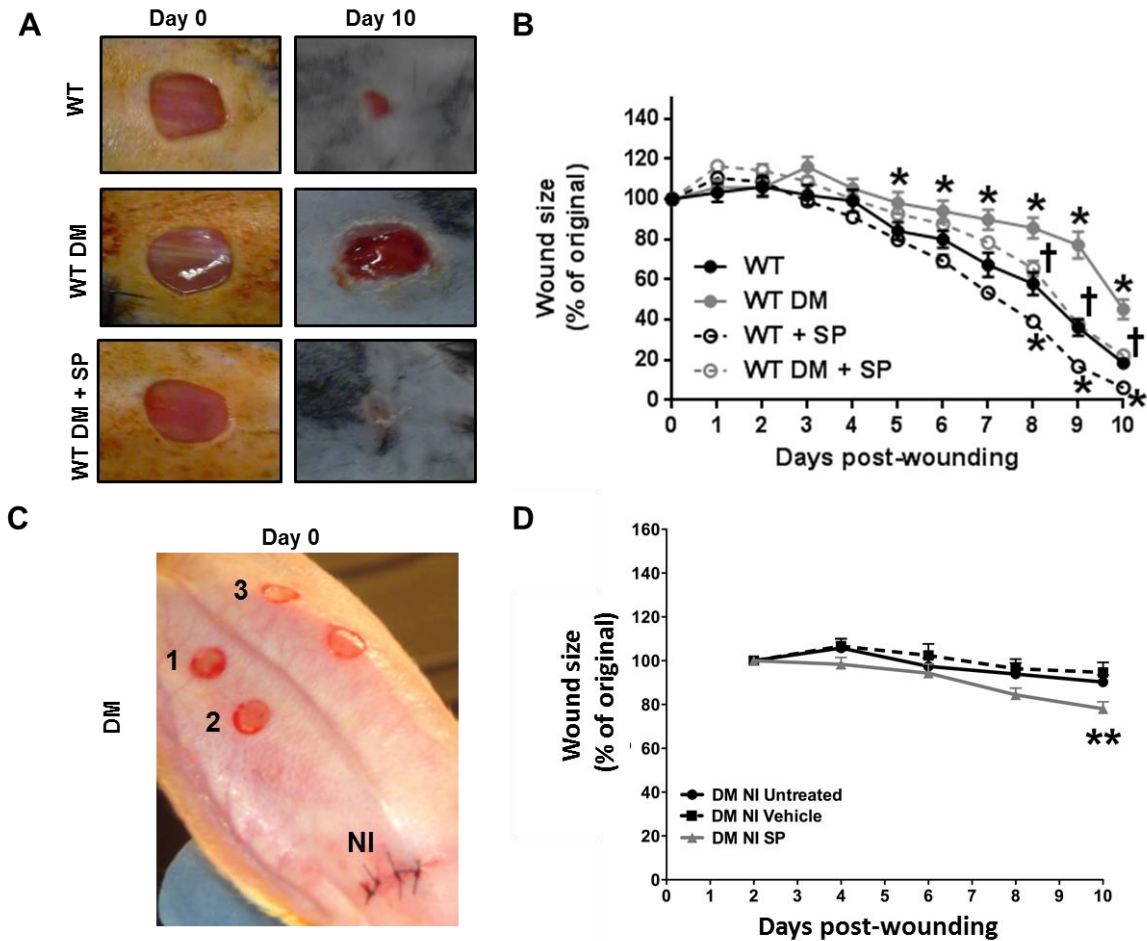 A
Day 0
Day 10
WT
WT DM
WT DM + SP
B
140
120
100
80
60
40
20
0
Wound size
(% of original)
* * * * * *
† † †
* * *
WT
WT DM
WT + SP
WT DM + SP
0 1 2 3 4 5 6 7 8 9 10
Days post-wounding
C
Day 0
DM
3
1
2
NI
D
160
140
120
100
80
60
40
20
0
Wound size
(% of original)
**
DM NI Untreated
DM NI Vehicle
DM NI SP
0 1 2 3 4 5 6 7 8 9 10
Days post-wounding